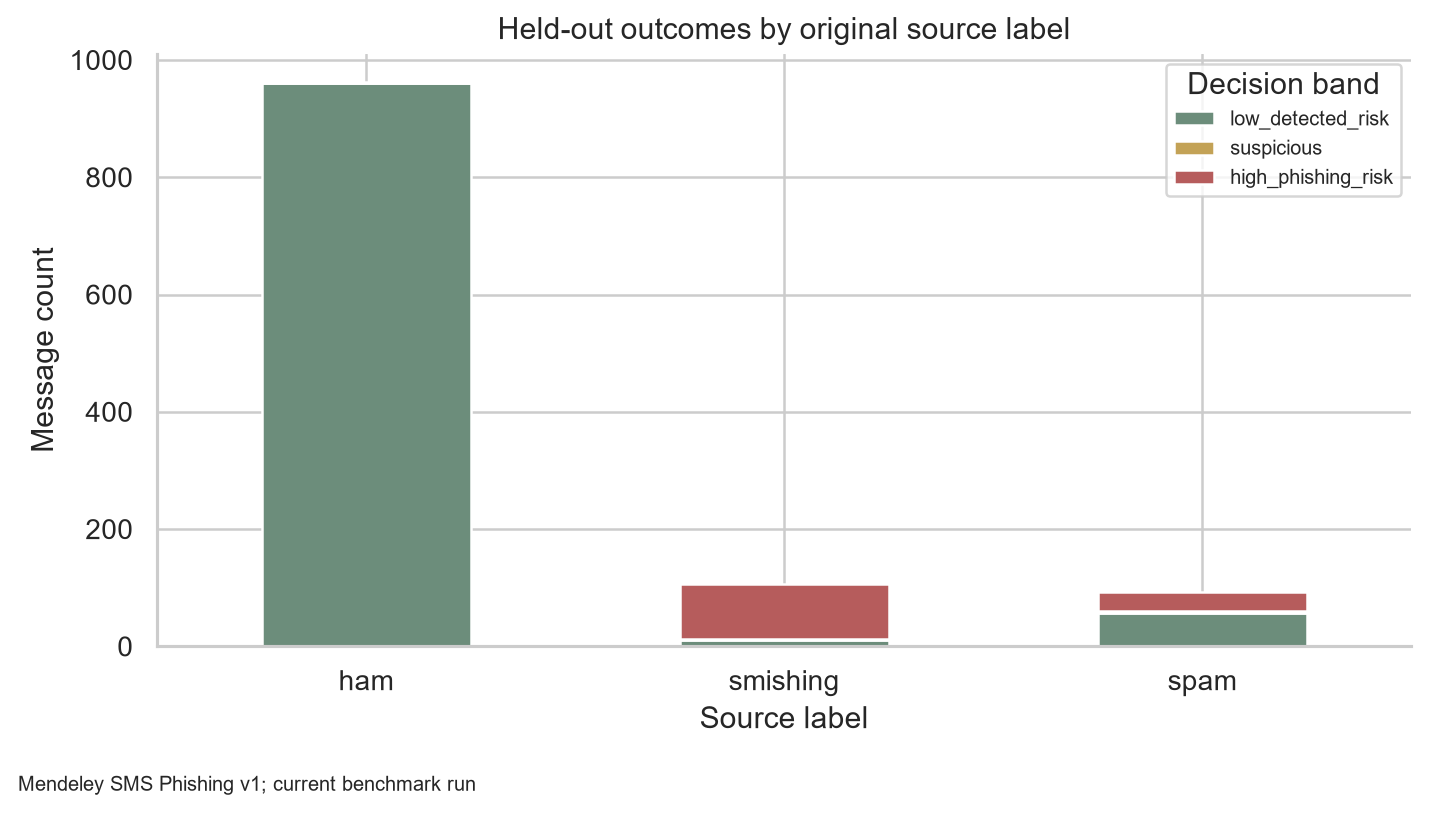 Held-out outcomes by original source label
1000
800
600
400
200
0
Message count
Decision band
low_detected_risk
suspicious
high_phishing_risk
ham
smishing
spam
Source label
Mendeley SMS Phishing v1; current benchmark run